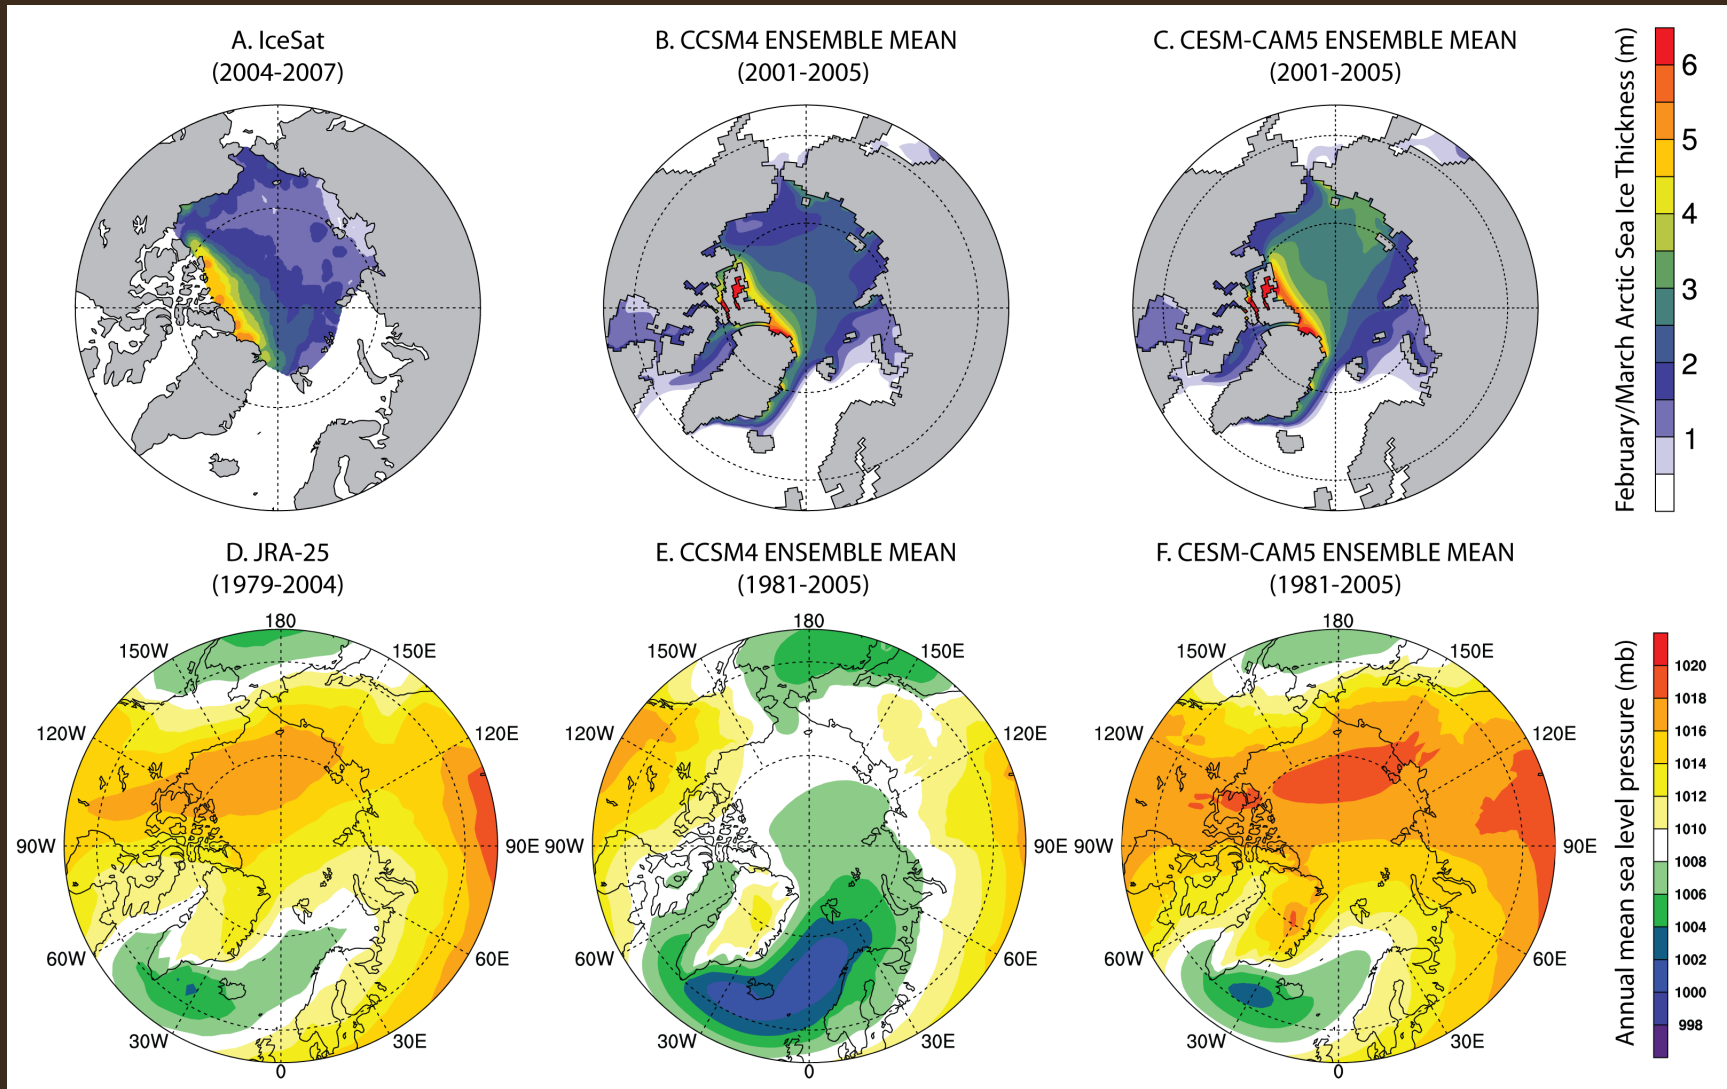 A. IceSat
(2004-2007)
B. CCSM4 ENSEMBLE MEAN
(2001-2005)
C. CESM-CAM5 ENSEMBLE MEAN
(2001-2005)
February/March Arctic Sea Ice Thickness (m)
6
5
4
3
2
1
D. JRA-25
(1979-2004)
E. CCSM4 ENSEMBLE MEAN
(1981-2005)
F. CESM-CAM5 ENSEMBLE MEAN
(1981-2005)
180
150W
150E
120W
120E
90W
90E
60W
60E
30W
30E
0
180
150W
150E
120W
120E
90W
90E
60W
60E
30W
30E
0
180
150W
150E
120W
120E
90W
90E
60W
60E
30W
30E
0
Annual mean sea level pressure (mb)
1020
1018
1016
1014
1012
1010
1008
1006
1004
1002
1000
998